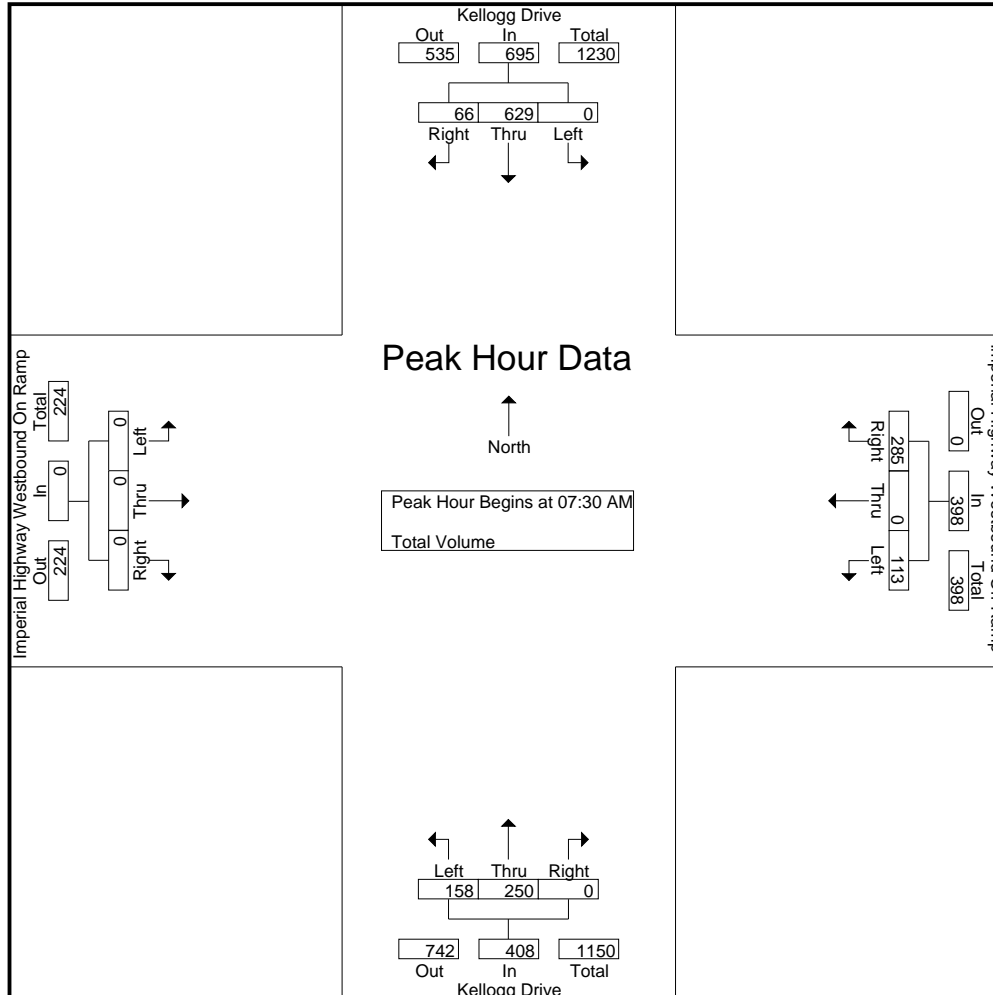 Kellogg Drive
Out In Total
535 695 1230
66 629 0
Right Thru Left
Peak Hour Data
North
Peak Hour Begins at 07:30 AM
Total Volume
Imperial Highway Westbound On Ramp
Total In Out
224 0 224
0 0 0
Left Thru Right
Right Thru Left
285 0 113
0 398 398
Out In Total
Left Thru Right
158 250 0
742 408 1150
Out In Total
Kellogg Drive